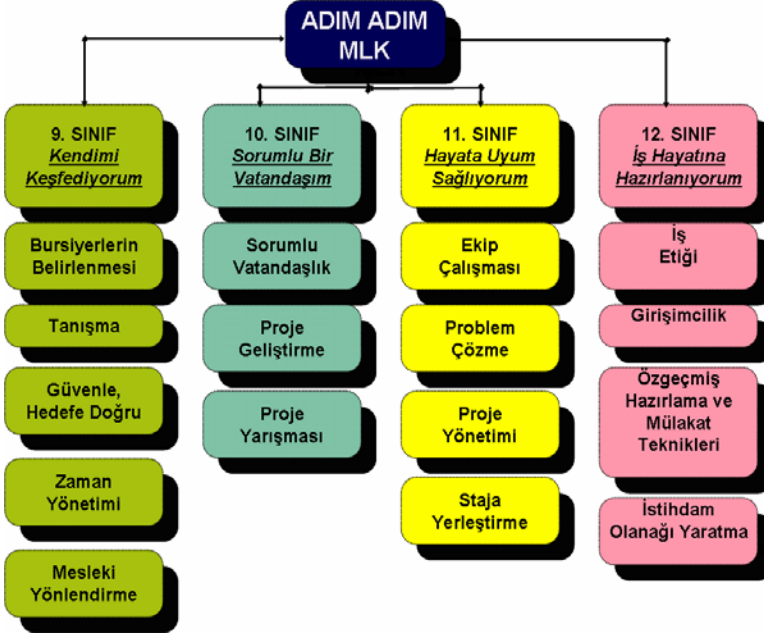 ADIM ADIM
MLK
9. SINIF
Kendimi
Keşfediyorum
Bursiyerlerin
Belirlenmesi
Tanışma
Güvenle,
Hedefe Doğru
Zaman
Yönetimi
Mesleki
Yönlendirme
10. SINIF
Sorumlu Bir
Vatandaşım
Sorumlu
Vatandaşlık
Proje
Geliştirme
Proje
Yarışması
11. SINIF
Hayata Uyum
Sağlıyorum
Ekip
Çalışması
Problem
Çözme
Proje
Yönetimi
Staja
Yerleştirme
12. SINIF
İş Hayatına
Hazırlanıyorum
İş
Etiği
Girişimcilik
Özgeçmiş
Hazırlama ve
Mülakat
Teknikleri
İstihdam
Olanağı Yaratma